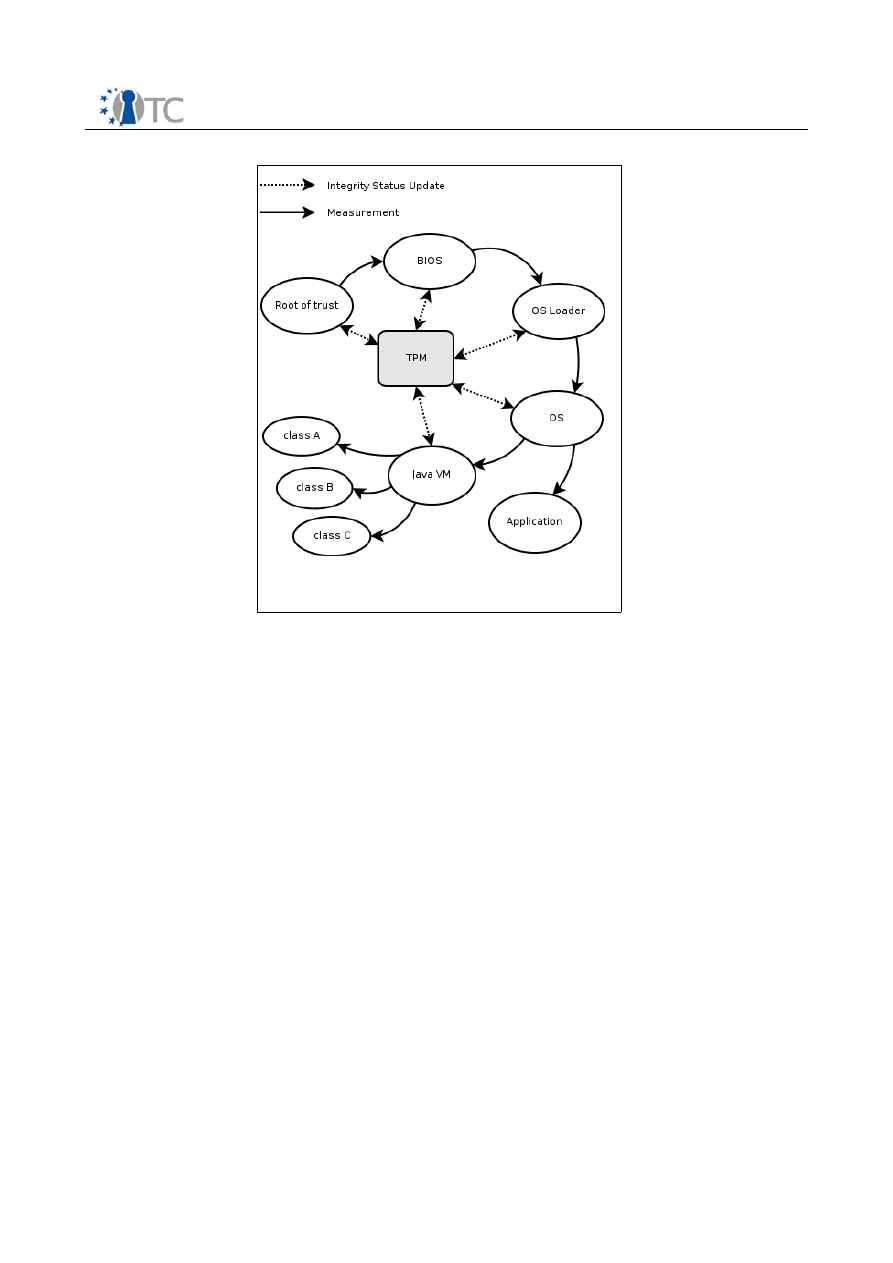 TC
Integrity Status Update
Measurement
BIOS
Root of trust
OS Loader
TPM
OS
class A
Java VM
class B
Application
class C